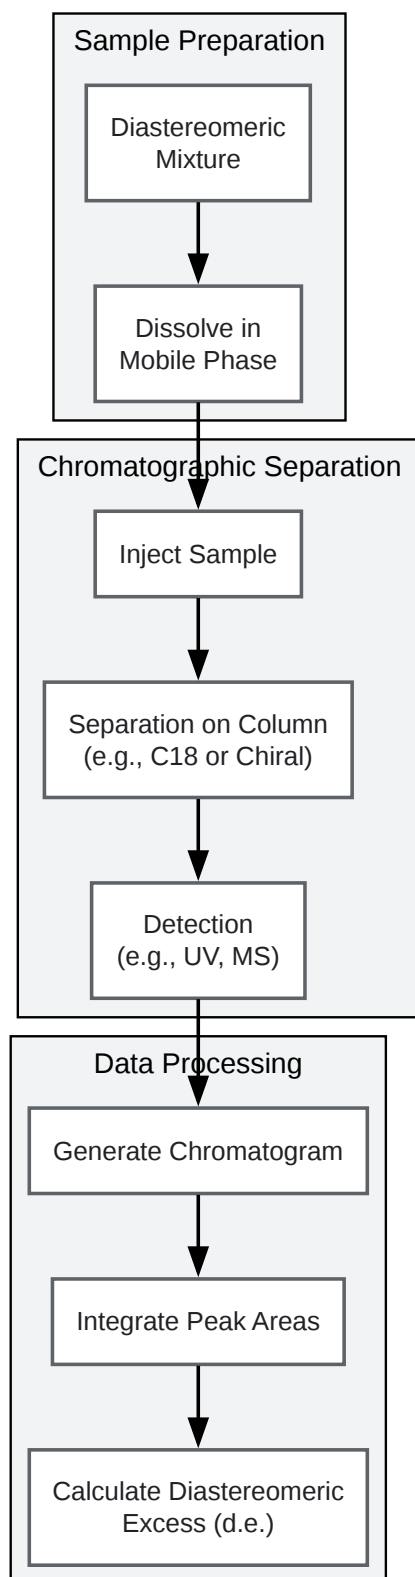 Sample Preparation
Diastereomeric
Mixture
Dissolve in
Mobile Phase
Chromatographic Separation
Inject Sample
Separation on Column
(e.g., C18 or Chiral)
Detection
(e.g., UV, MS)
Data Processing
Generate Chromatogram
Integrate Peak Areas
Calculate Diastereomeric
Excess (d.e.)